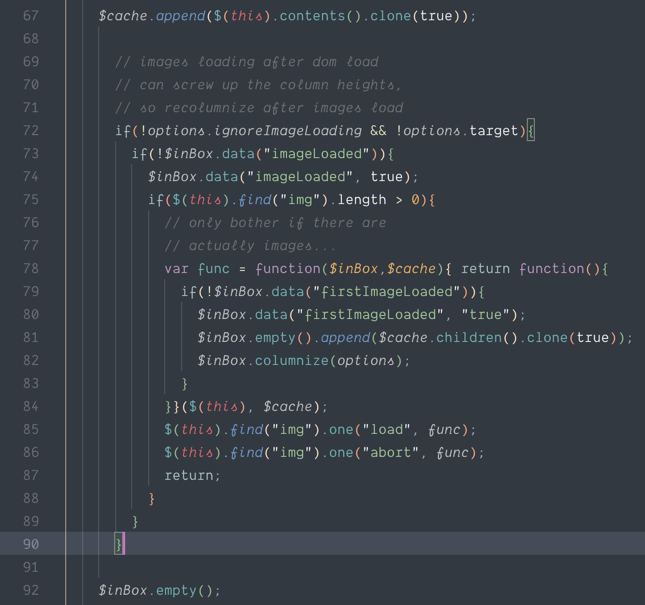 67 $cache.append($(this).contents().clone(true));
68
69 // images loading after dom load
70 // can screw up the column heights,
71 // so recolumnize after images load
72 if(!options.ignoreImageLoading && !options.target){
73 if(!$inBox.data("imageLoaded")){
74 $inBox.data("imageLoaded", true);
75 if($(this).find("img").length > 0){
76 // only bother if there are
77 // actually images...
78 var func = function($inBox,$cache){ return function(){
79 if(!$inBox.data("firstImageLoaded")){
80 $inBox.data("firstImageLoaded", "true");
81 $inBox.empty().append($cache.children().clone(true));
82 $inBox.columnize(options);
83 }
84 }}($(this), $cache);
85 $(this).find("img").one("load", func);
86 $(this).find("img").one("abort", func);
87 return;
88 }
89 }
90 }
91
92 $inBox.empty();